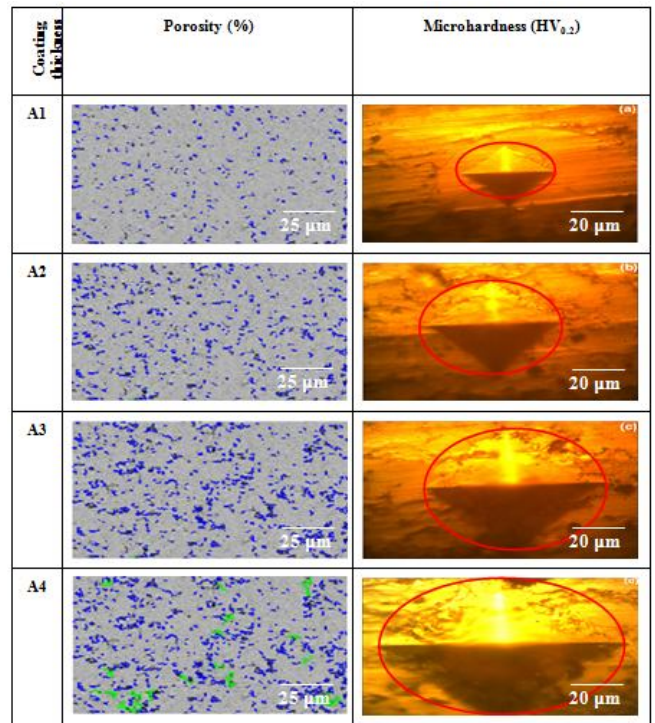 Coating thickness
Porosity (%)
Microhardness (HV0.2)
A1
25 µm
(a)
20 µm
A2
25 µm
(b)
20 µm
A3
25 µm
(c)
20 µm
A4
25 µm
20 µm